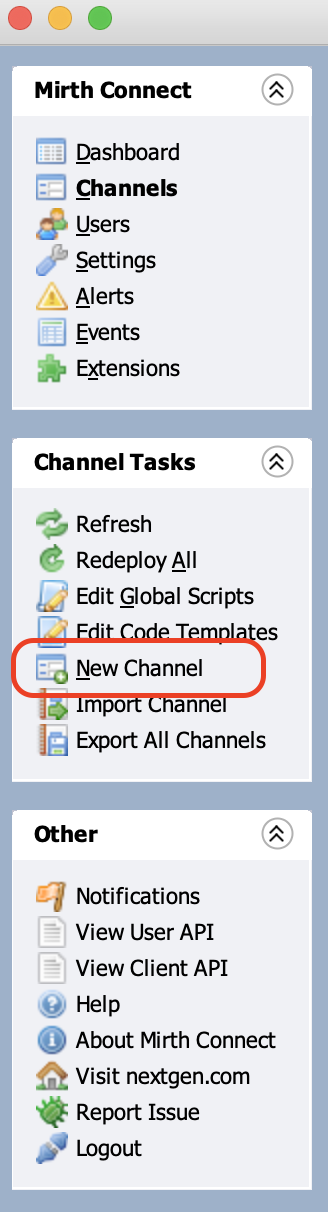 Mirth Connect
Dashboard
Channels
Users
Settings
Alerts
Events
Extensions
Channel Tasks
Refresh
Redeploy All
Edit Global Scripts
Edit Code Templates
New Channel
Import Channel
Export All Channels
Other
Notifications
View User API
View Client API
Help
About Mirth Connect
Visit nextgen.com
Report Issue
Logout